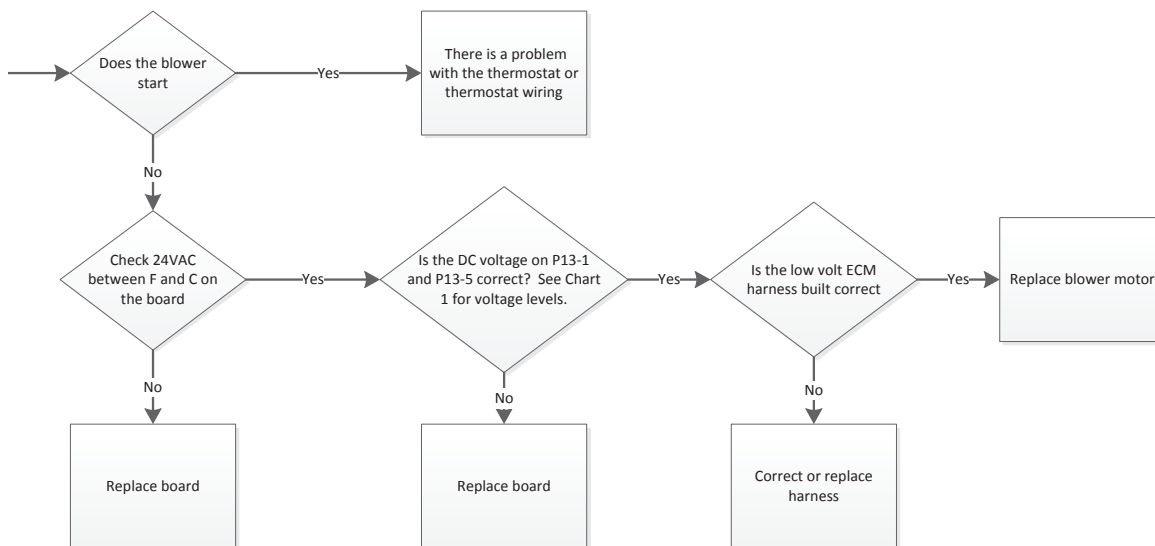 Does the blower
start
Yes
There is a problem
with the thermostat or
thermostat wiring
No
Check 24VAC
between F and C on
the board
Yes
Is the DC voltage on P13-1
and P13-5 correct?  See Chart
1 for voltage levels.
Yes
Is the low volt ECM
harness built correct
Yes
Replace blower motor
No
No
No
Replace board
Replace board
Correct or replace
harness